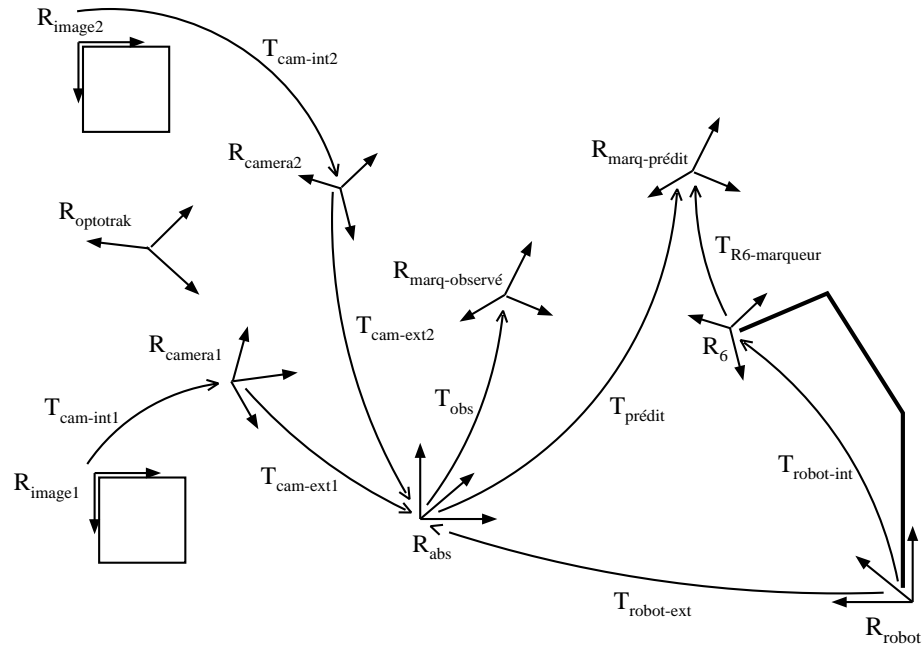 R_image2
T_cam-int2
R_camera2
R_marq-prédit
R_optotrak
T_R6-marqueur
R_marq-observé
T_cam-ext2
R_camera1
R_6
T_cam-int1
T_obs
T_prédit
T_cam-ext1
T_robot-int
R_image1
R_abs
T_robot-ext
R_robot